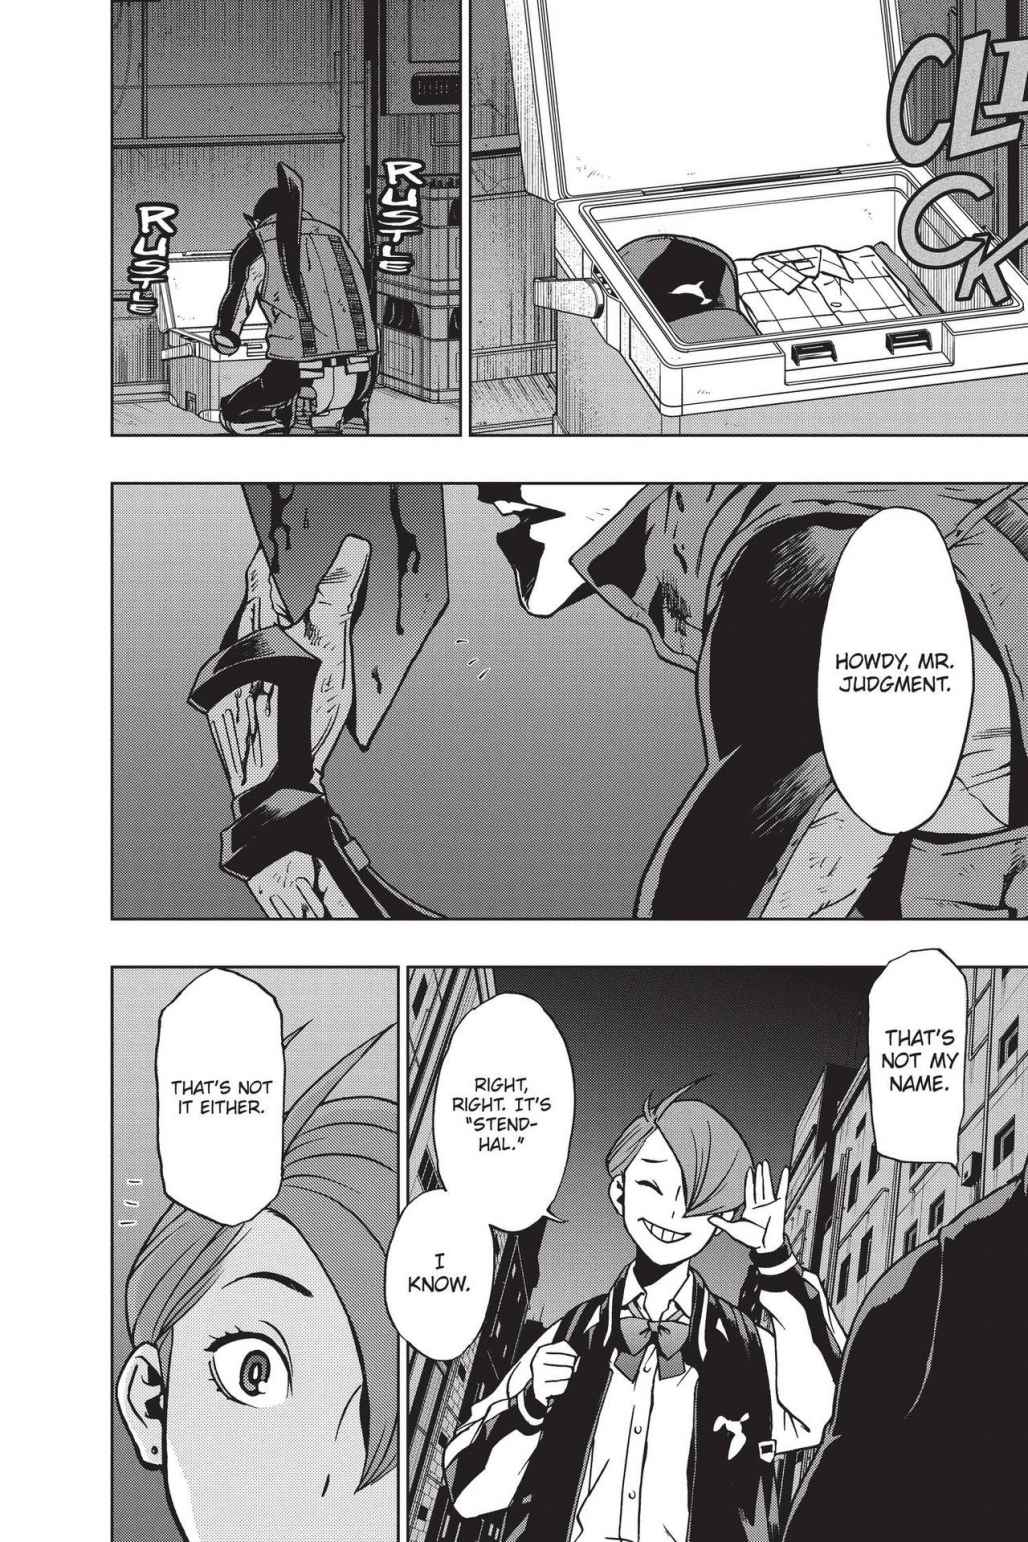 CLICK
RUSTLE
RUSTLE
HOWDY, MR.
JUDGMENT.
THAT'S
NOT MY
NAME.
RIGHT,
RIGHT. IT'S
"STEND-
HAL."
I
KNOW.
THAT'S NOT
IT EITHER.